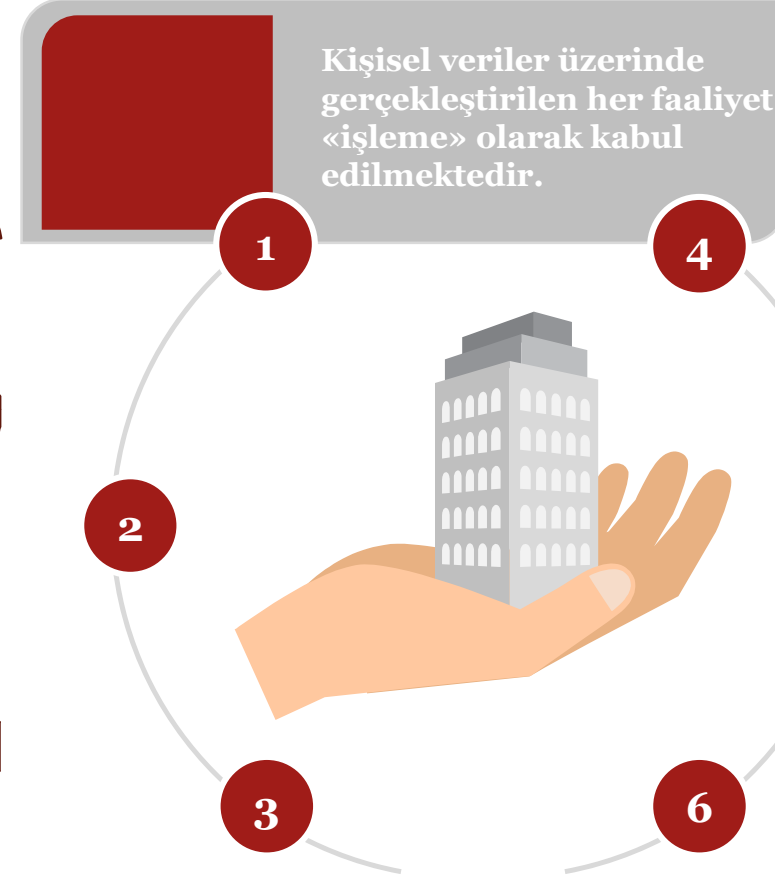 Kişisel veriler üzerinde
gerçekleştirilen her faaliyet
«işleme» olarak kabul
edilmektedir.
1
4
2
3
6